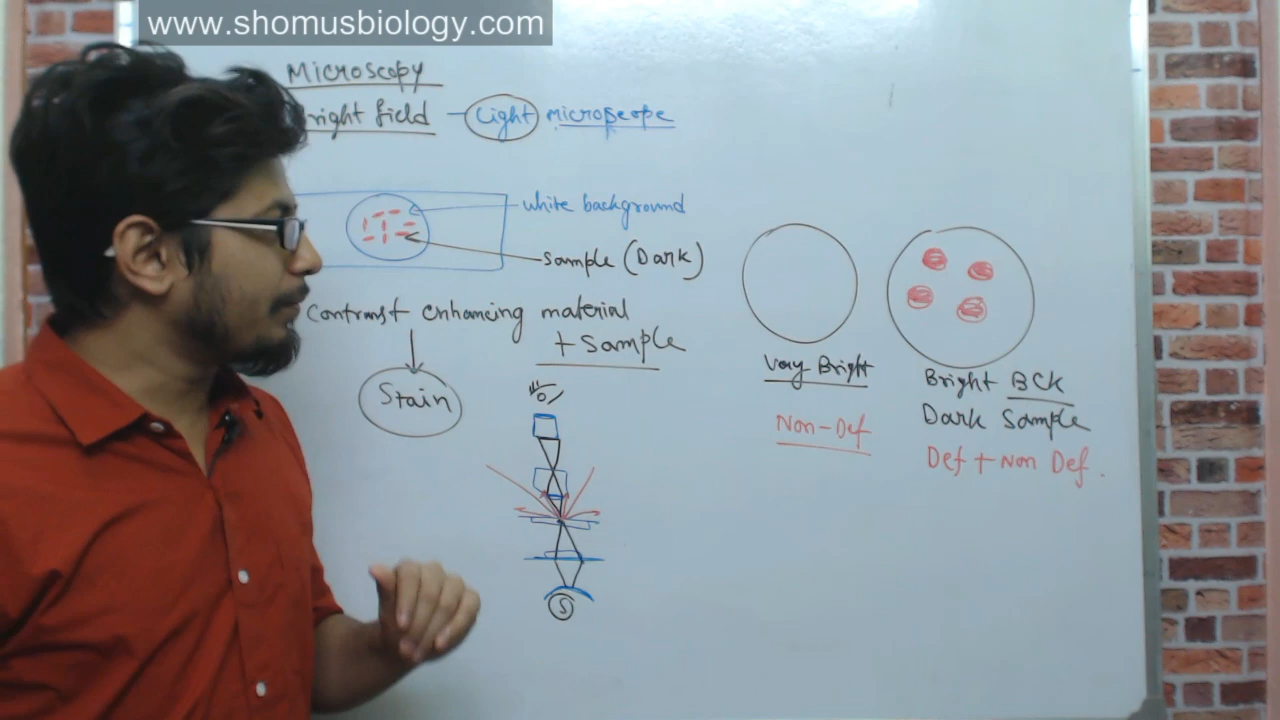 www.shomusbiology.com
Microscopy
right field - Light microscope
white background
Sample (Dark)
Contrast enhancing material
+ Sample
Stain
S
Very Bright
Non-Def
Bright BCK
Dark Sample
Def + Non Def.